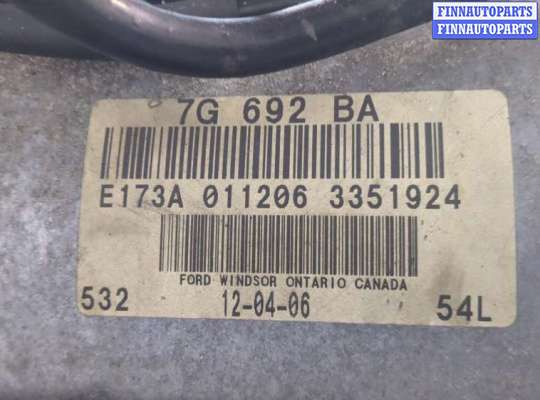 FINNAUTOPARTS
FINNAUTOPARTS
7G 692 BA
E173A 011206 3351924
FORD WINDSOR ONTARIO CANADA
532 12-04-06 54L